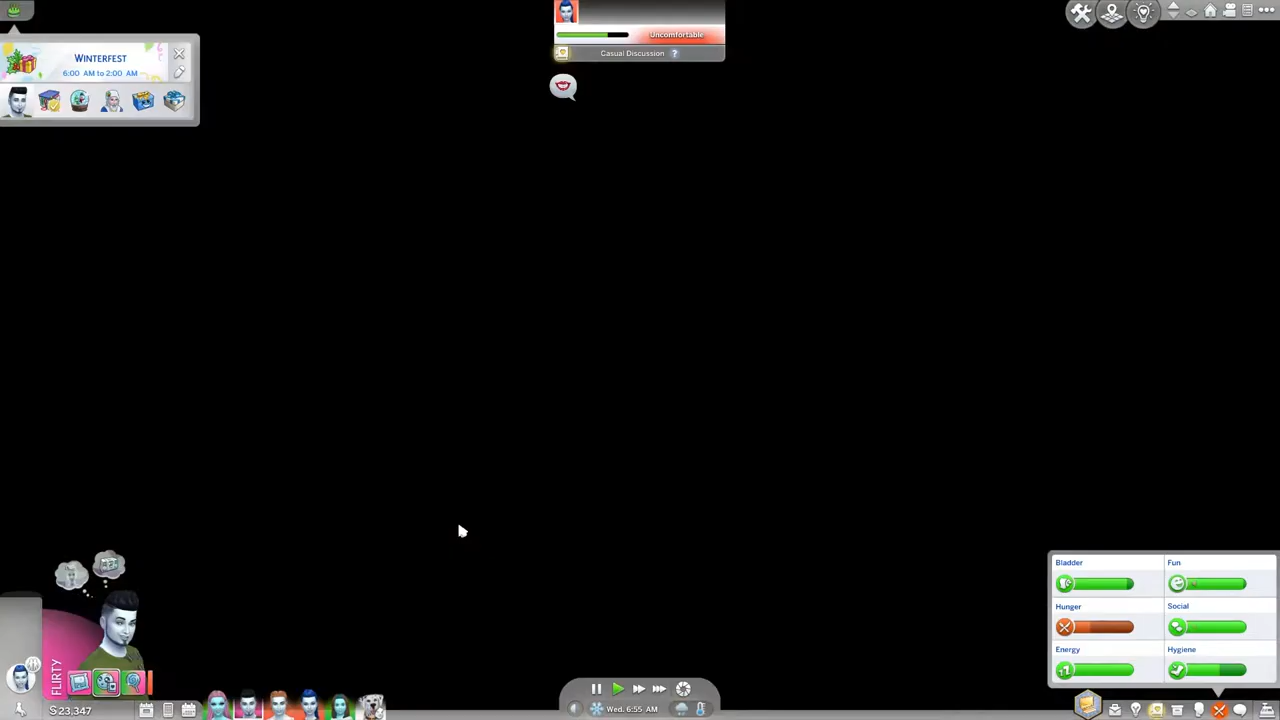 WINTERFEST
6:00 AM to 2:00 AM
Uncomfortable
Casual Discussion ?
FLIRTY
$23,347
Wed. 6:55 AM
Bladder
Fun
Hunger
Social
Energy
Hygiene